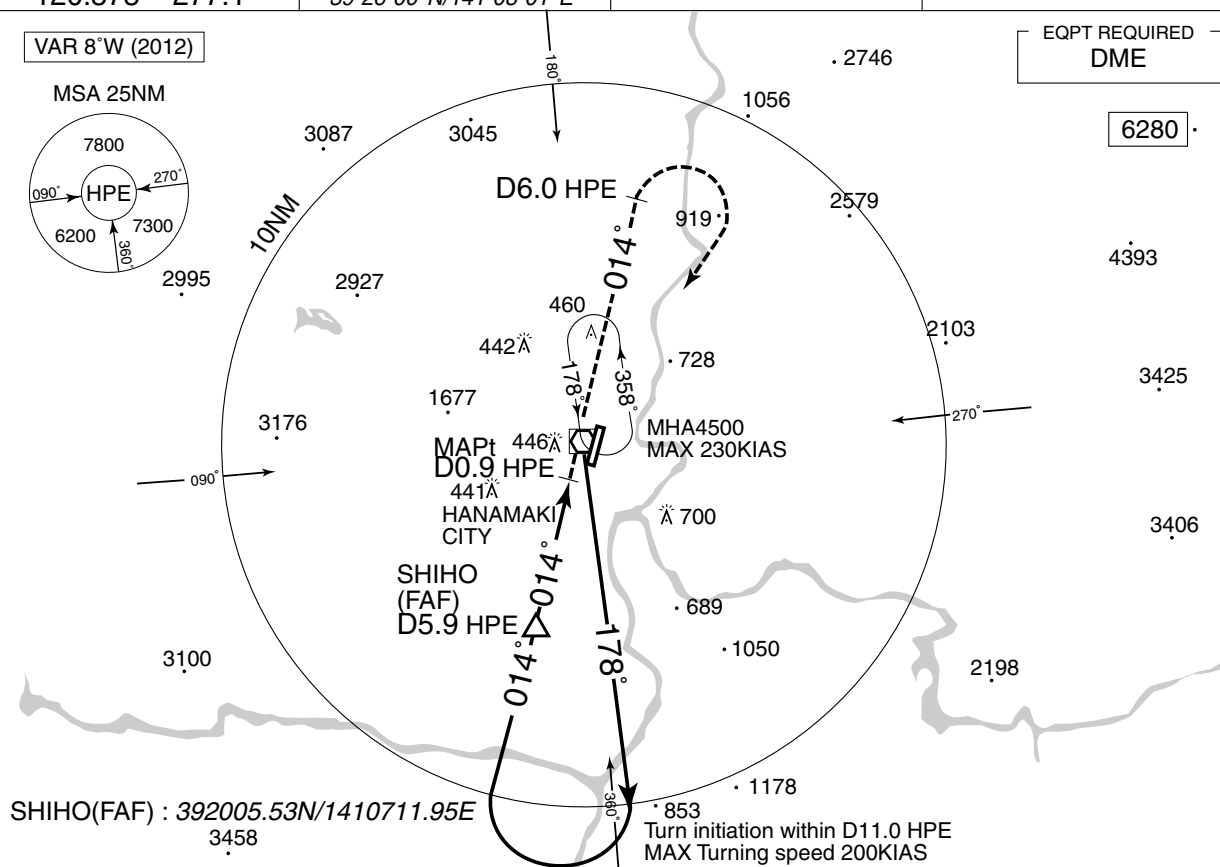 VAR 8˚W (2012)
EQPT REQUIRED
DME
MSA 25NM
7800
HPE
090˚
270˚
6200
7300
360˚
180˚
2746
1056
6280
3087
3045
10NM
D6.0 HPE
2579
919
4393
014˚
2995
2927
460
442
2103
728
178˚
358˚
3425
1677
3176
MHA4500
MAX 230KIAS
270˚
MAPt
D0.9 HPE
446
090˚
441
HANAMAKI
CITY
700
3406
SHIHO
(FAF)
D5.9 HPE
014˚
689
178˚
1050
3100
014˚
2198
1178
SHIHO(FAF) : 392005.53N/1410711.95E
360˚
853
3458
Turn initiation within D11.0 HPE
MAX Turning speed 200KIAS